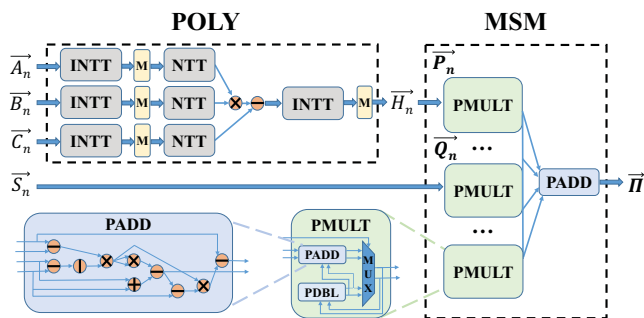 POLY
MSM
A_n INTT M NTT
B_n INTT M NTT INTT M H_n
C_n INTT M NTT
P_n
PMULT
Q_n
...
S_n PMULT PADD Π
...
PMULT
PADD
PMULT
PADD
PDBL
MUX